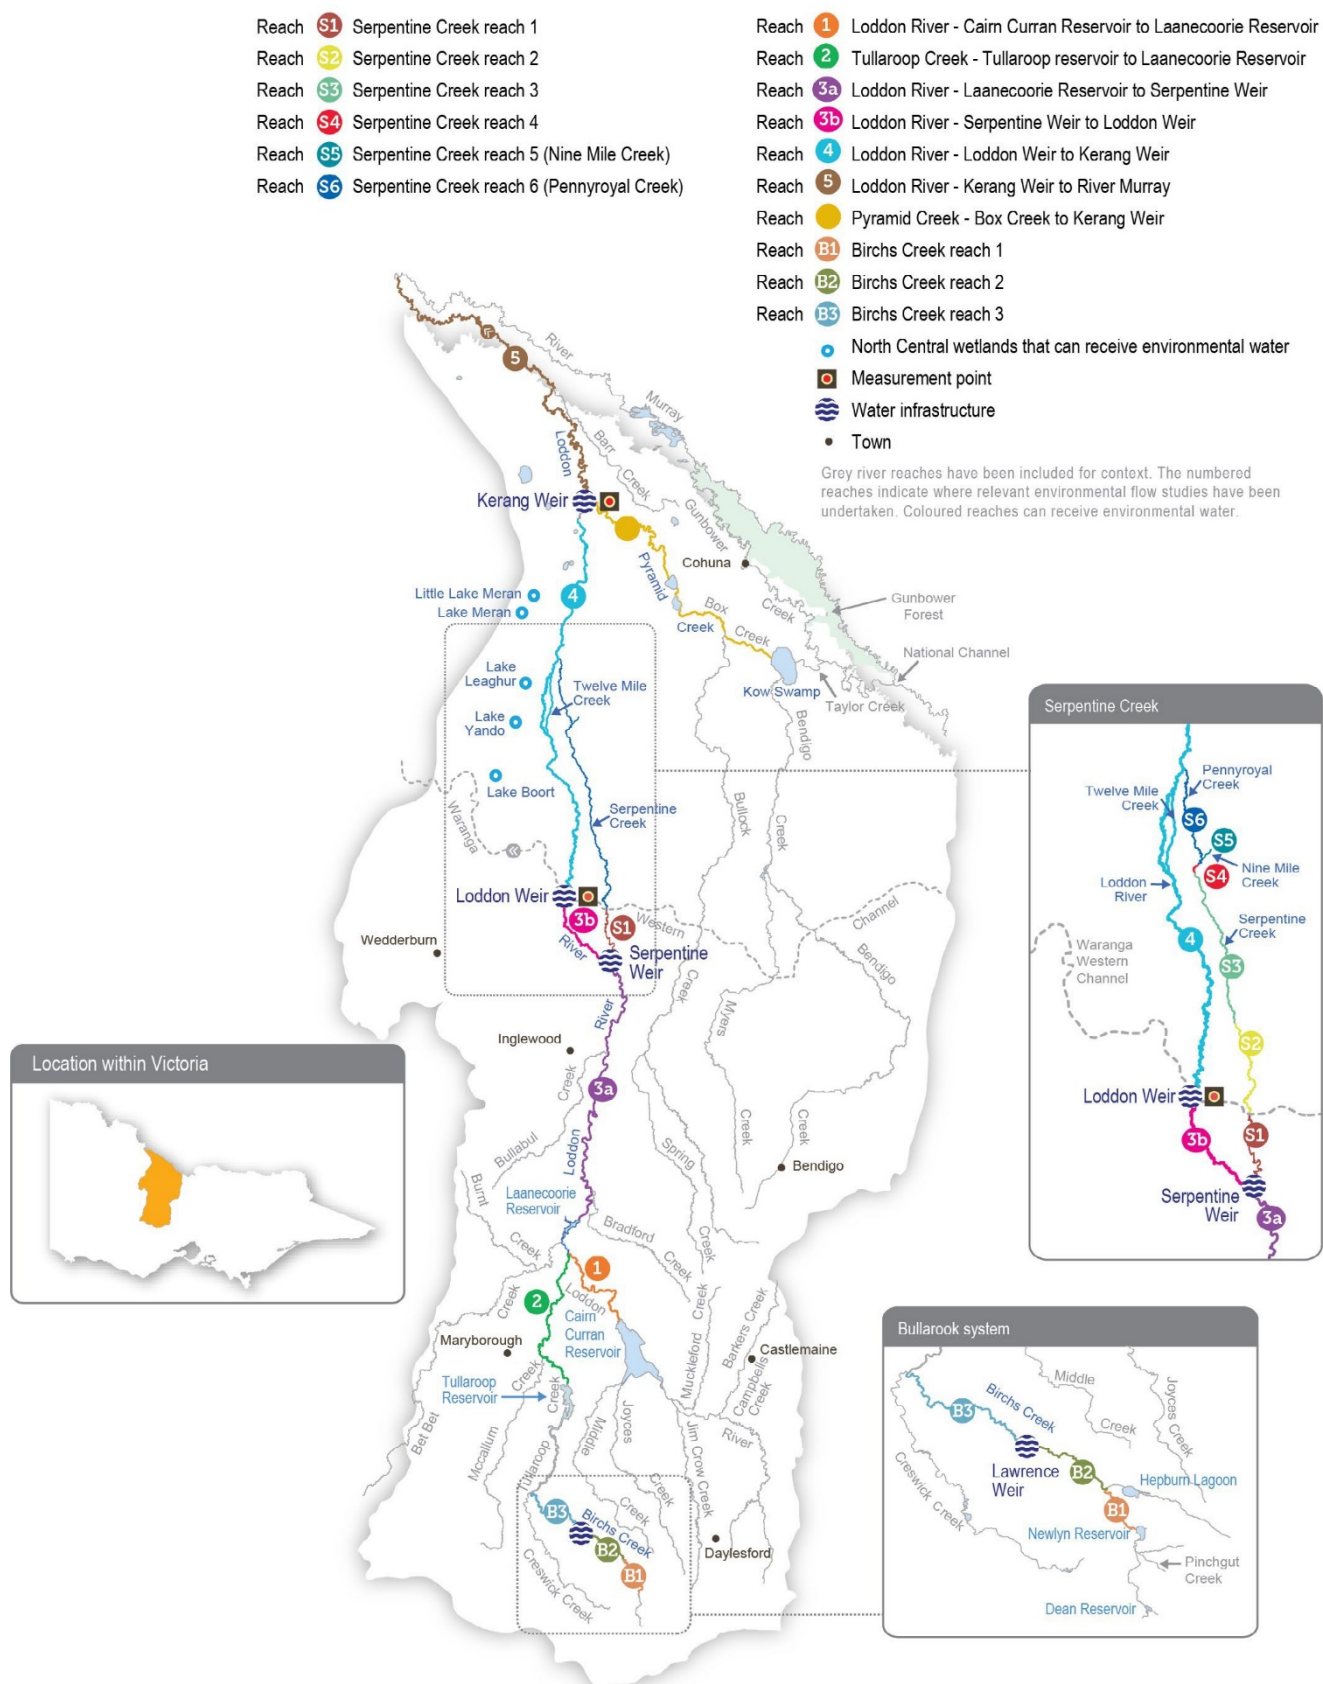 Reach S1 Serpentine Creek reach 1
Reach S2 Serpentine Creek reach 2
Reach S3 Serpentine Creek reach 3
Reach S4 Serpentine Creek reach 4
Reach S5 Serpentine Creek reach 5 (Nine Mile Creek)
Reach S6 Serpentine Creek reach 6 (Pennyroyal Creek)
Reach 1 Loddon River - Cairn Curran Reservoir to Laanecoorie Reservoir
Reach 2 Tullaroop Creek - Tullaroop reservoir to Laanecoorie Reservoir
Reach 3a Loddon River - Laanecoorie Reservoir to Serpentine Weir
Reach 3b Loddon River - Serpentine Weir to Loddon Weir
Reach 4 Loddon River - Loddon Weir to Kerang Weir
Reach 5 Loddon River - Kerang Weir to River Murray
Reach Pyramid Creek - Box Creek to Kerang Weir
Reach B1 Birchs Creek reach 1
Reach B2 Birchs Creek reach 2
Reach B3 Birchs Creek reach 3
North Central wetlands that can receive environmental water
Measurement point
Water infrastructure
Town
Grey river reaches have been included for context. The numbered
reaches indicate where relevant environmental flow studies have been
undertaken. Coloured reaches can receive environmental water.
5
River
Murray
Loddon
Barr
Creek
Kerang Weir
Gunbower
Creek
Cohuna
Pyramid
Creek
Box
Creek
Gunbower
Forest
National Channel
Taylor Creek
Kow Swamp
4
Little Lake Meran
Lake Meran
Lake
Leaghur
Twelve Mile
Creek
Lake
Yando
Lake Boort
Serpentine
Creek
Waranga
Western
Channel
Bullock
Creek
Bendigo
Creek
Loddon Weir
3b
S1
River
Serpentine
Weir
Wedderburn
River
Inglewood
3a
Creek
Bullabul
Loddon
Myers
Creek
Bendigo
Creek
Spring
Creek
Bendigo
Burnt
Creek
Laanecoorie
Reservoir
Bradford
Creek
1
2
Loddon
Cairn
Curran
Reservoir
Creek
Bet Bet
Maryborough
Tullaroop
Reservoir
Creek
Mccallum
Creek
Tullaroop
Middle
Creek
Joyces
Creek
Muckleford
Creek
Barkers Creek
Campbells
Creek
Castlemaine
River
Jim Crow Creek
Daylesford
B3
Birchs Creek
B2
B1
Creswick Creek
Location within Victoria
Serpentine Creek
Pennyroyal
Creek
Twelve Mile
Creek
S6
S5
Nine Mile
Creek
S4
Loddon
River
Serpentine
Creek
4
Waranga
Western
Channel
S3
S2
Loddon Weir
3b
S1
Serpentine
Weir
3a
Bullarook system
Middle
Creek
Joyces Creek
Birchs Creek
B3
Creswick Creek
Lawrence
Weir
B2
Hepburn Lagoon
B1
Newlyn Reservoir
Pinchgut
Creek
Dean Reservoir